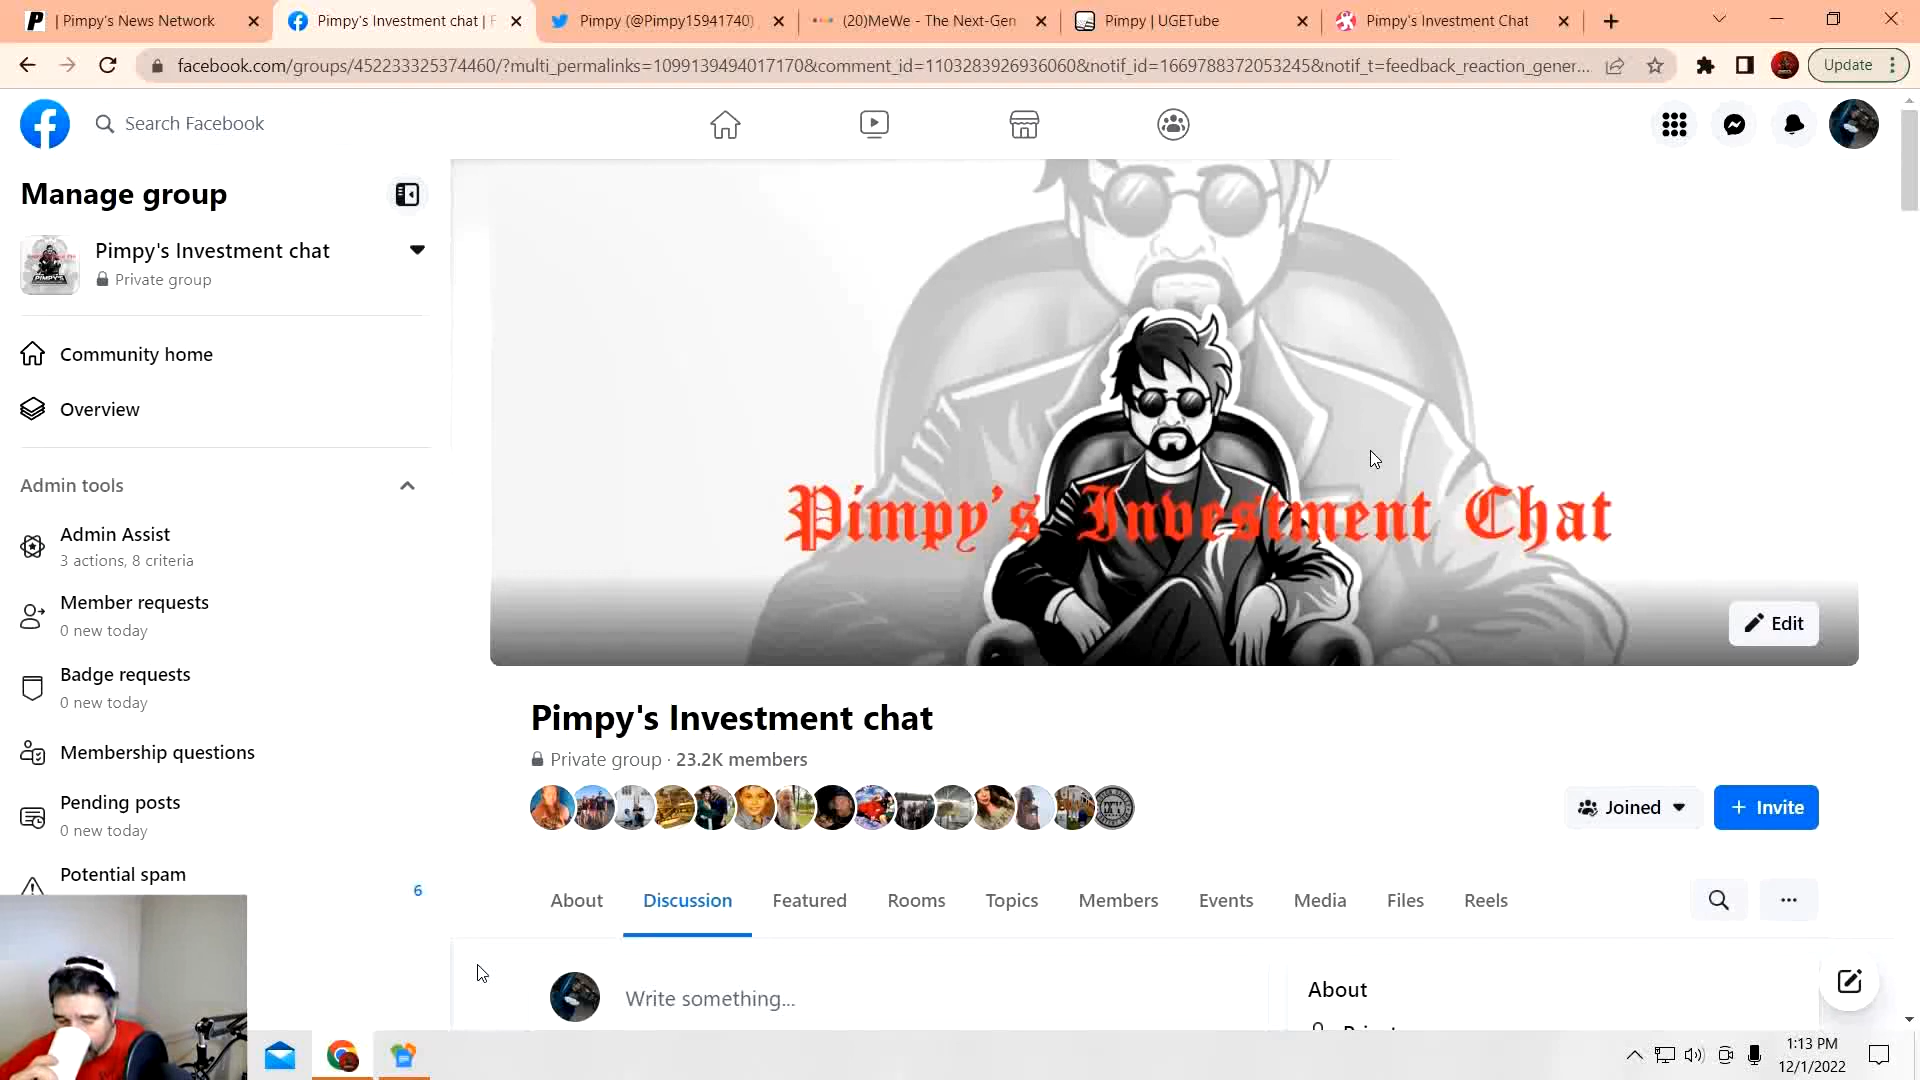 | Pimpy's News Network
Pimpy's Investment chat | F
Pimpy (@Pimpy15941740)
(20)MeWe - The Next-Gen
Pimpy | UGETube
Pimpy's Investment Chat
facebook.com/groups/452233325374460/?multi_permalinks=1099139494017170&comment_id=1103283926936060&notif_id=1669788372053245&notif_t=feedback_reaction_gener...
Update
Search Facebook
Manage group
Pimpy's Investment chat
Private group
Community home
Overview
Admin tools
Admin Assist
3 actions, 8 criteria
Member requests
0 new today
Badge requests
0 new today
Membership questions
Pending posts
0 new today
Potential spam
6
Pimpy's Investment Chat
Edit
Pimpy's Investment chat
Private group · 23.2K members
Joined
+ Invite
About
Discussion
Featured
Rooms
Topics
Members
Events
Media
Files
Reels
Write something...
About
1:13 PM
12/1/2022